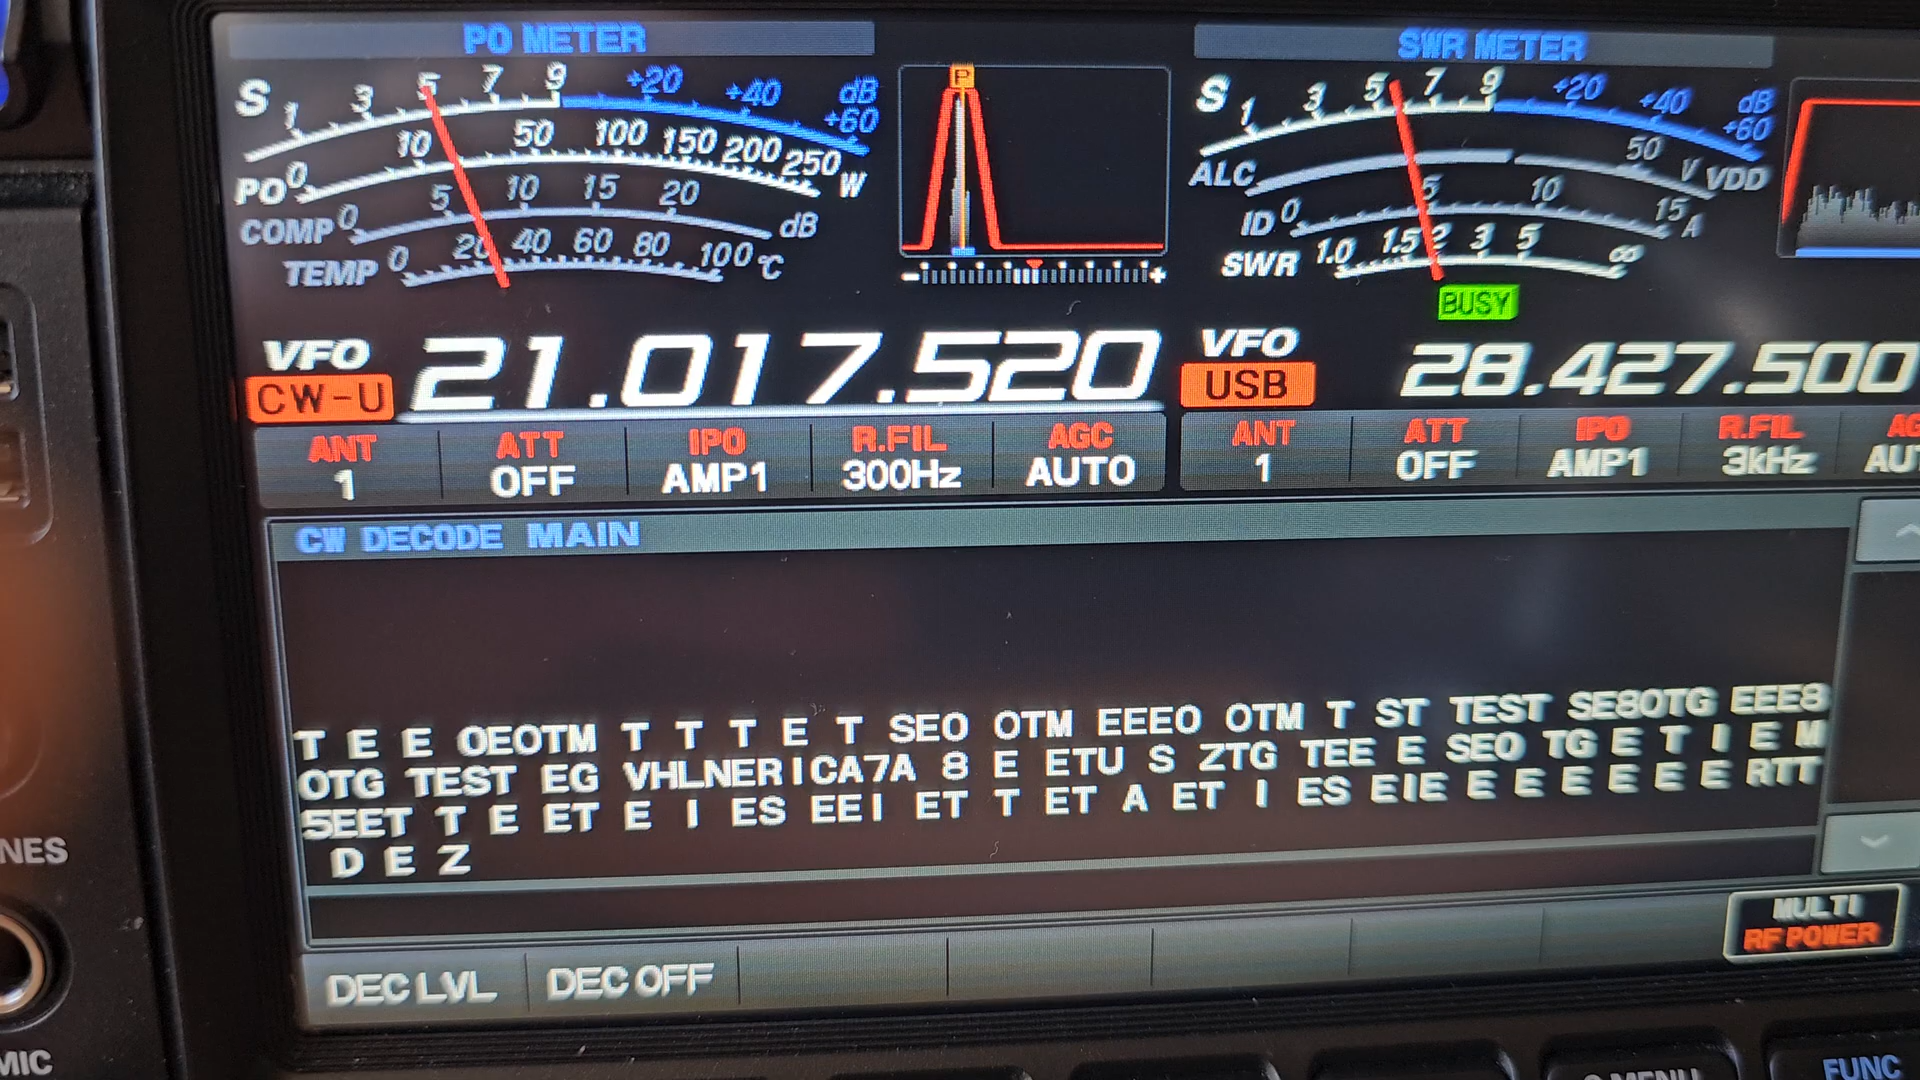 PO METER
S 1 3 5 7 9 +20 +40 +60 dB
PO 0 10 50 100 150 200 250 W
COMP 0 5 10 15 20 dB
TEMP 0 20 40 60 80 100 °C
P
- +
SWR METER
S 1 3 5 7 9 +20 +40 +60 dB
ALC 50 V VDD
ID 0 5 10 15 A
SWR 1.0 1.5 2 3 5 ∞
BUSY
VFO
CW-U
21.017.520
VFO
USB
28.427.500
ANT ATT IPO R.FIL AGC
1 OFF AMP1 300Hz AUTO
ANT ATT IPO R.FIL
1 OFF AMP1 3kHz
CW DECODE MAIN
T E E OEOTM T T T E T SEO OTM EEEO OTM T ST TEST SE8OTG EEE8
OTG TEST EG VHLNERICA7A 8 E ETU S ZTG TEE E SEO TG E T I E M
5EET T E ET E I ES EEI ET T ET A ET I ES EIE E E E E E E RTT
D E Z
DEC LVL DEC OFF
MULTI
RF POWER
NES
MIC
FUNC